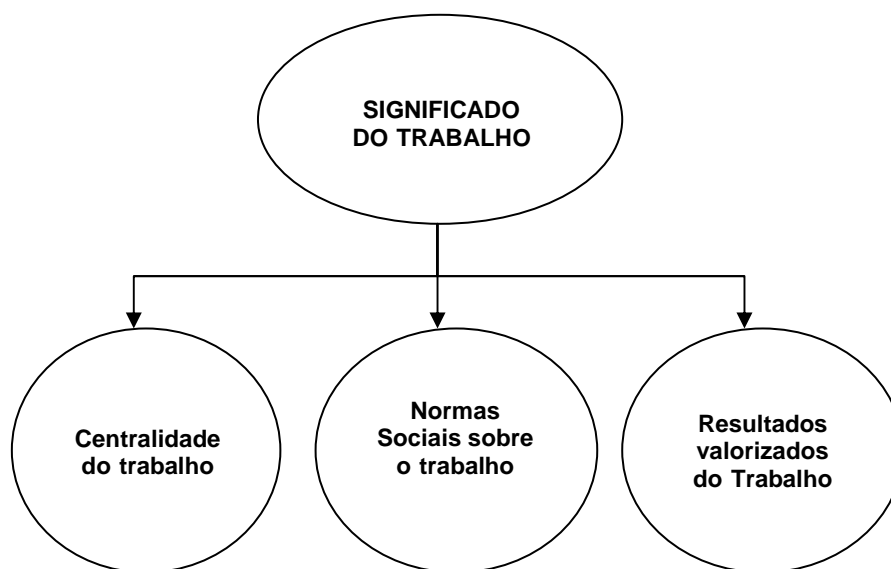 SIGNIFICADO
DO TRABALHO
Centralidade
do trabalho
Normas
Sociais sobre
o trabalho
Resultados
valorizados
do Trabalho